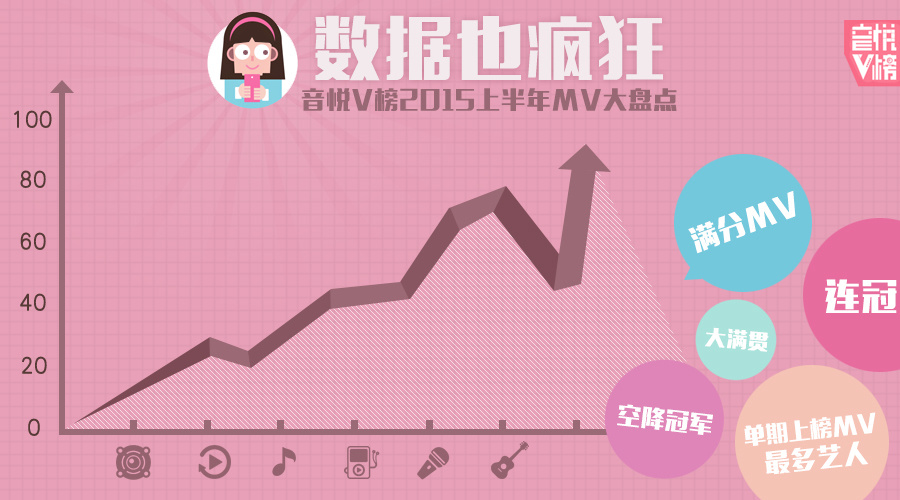 数据也疯狂
音悦V榜2015上半年MV大盘点
音悦
V榜
100
80
60
40
20
0
满分MV
连冠
大满贯
空降冠军
单期上榜MV
最多艺人